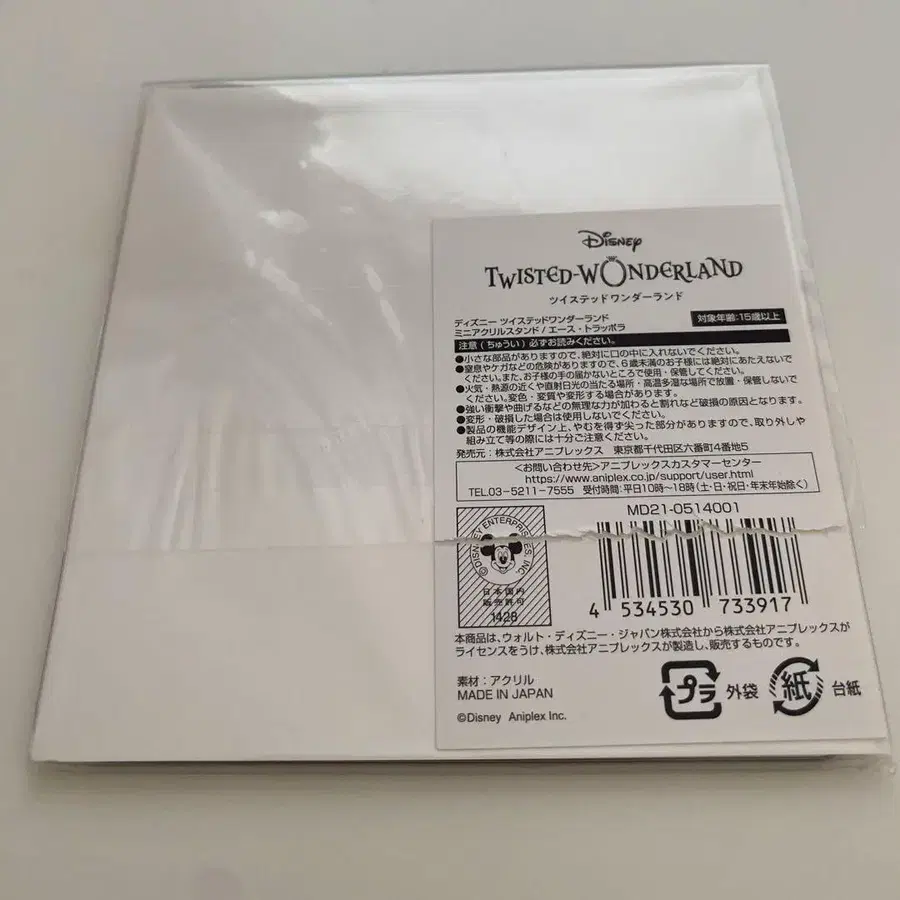 Disney
TWISTED-WONDERLAND
ツイステッドワンダーランド
ディズニー ツイステッドワンダーランド
ミニアクリルスタンド / エース・トラッポラ
対象年齢:15歳以上
注意 (ちゅうい) 必ずお読みください。
●小さな部品がありますので、絶対に口の中に入れないでください。
●窒息やケガなどの危険がありますので、6歳未満のお子様には絶対にあたえないで
ください。また、お子様の手の届かないところで使用・保管してください。
●火気・熱源の近くや直射日光の当たる場所・高温多湿な場所で放置・保管しないで
ください。変色・変質や変形する場合があります。
●強い衝撃や曲げるなどの無理な力が加わると割れなど破損の原因となります。
●変形・破損した場合は使用しないでください。
●製品の機能デザイン上、やむを得ず尖った部分がありますので、取り外しや
組み立て等の際には十分ご注意ください。
発売元:株式会社アニプレックス 東京都千代田区六番町4番地5
<お問い合わせ先>アニプレックスカスタマーセンター
https://www.aniplex.co.jp/support/user.html
TEL.03-5211-7555 受付時間:平日10時~18時(土・日・祝日・年末年始除く)
MD21-0514001
©DISNEY ENTERPRISES, INC.
日本国内
販売許可
1428
4 534530 733917
本商品は、ウォルト・ディズニー・ジャパン株式会社から株式会社アニプレックスが
ライセンスをうけ、株式会社アニプレックスが製造し、販売するものです。
素材:アクリル
MADE IN JAPAN
プラ 外袋
紙 台紙
©Disney Aniplex Inc.